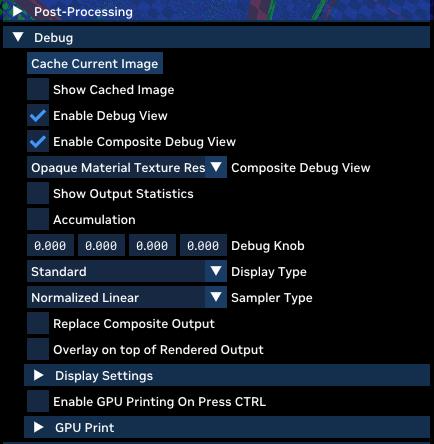 Post-Processing
Debug
Cache Current Image
Show Cached Image
Enable Debug View
Enable Composite Debug View
Opaque Material Texture Res Composite Debug View
Show Output Statistics
Accumulation
0.000 0.000 0.000 0.000 Debug Knob
Standard Display Type
Normalized Linear Sampler Type
Replace Composite Output
Overlay on top of Rendered Output
Display Settings
Enable GPU Printing On Press CTRL
GPU Print